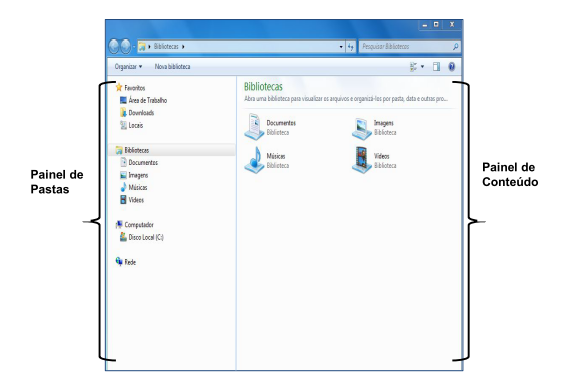 Bibliotecas
Pesquisar Bibliotecas
Organizar Nova biblioteca
Favoritos
Área de Trabalho
Downloads
Locais
Bibliotecas
Documentos
Imagens
Músicas
Vídeos
Computador
Disco Local (C:)
Rede
Bibliotecas
Abra uma biblioteca para visualizar os arquivos e organizá-los por pasta, data e outros pro...
Documentos
Biblioteca
Imagens
Biblioteca
Músicas
Biblioteca
Vídeos
Biblioteca
Painel de
Pastas
Painel de
Conteúdo